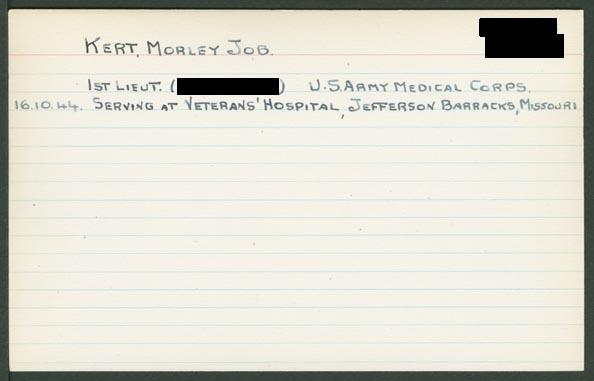 KERT, MORLEY JOB.
1ST LIEUT. ( ) U.S. ARMY MEDICAL CORPS.
16.10.44. SERVING AT VETERANS' HOSPITAL, JEFFERSON BARRACKS, MISSOURI